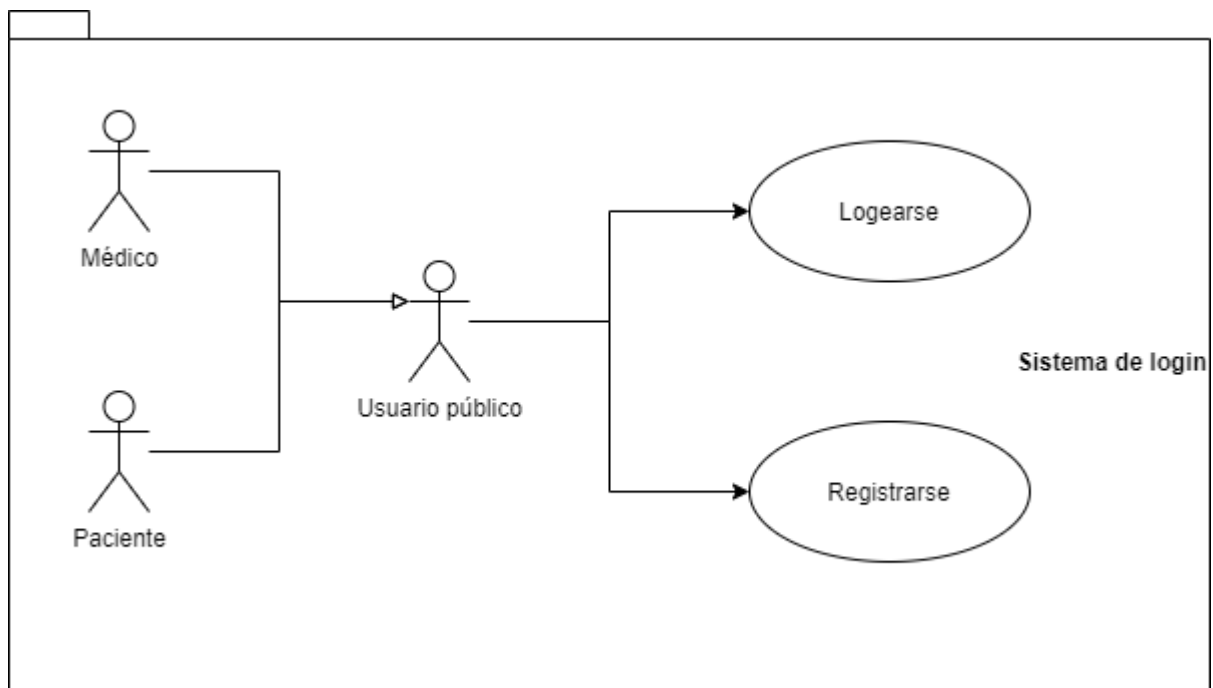 Médico
Logearse
Usuario público
Sistema de login
Paciente
Registrarse